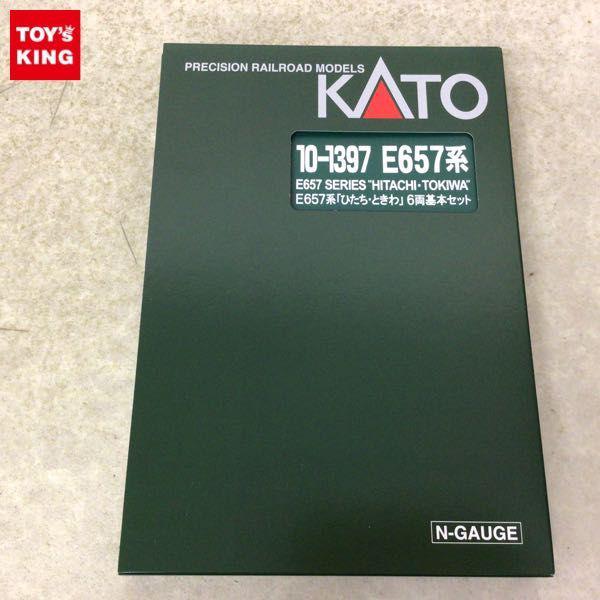 TOY's
KING
PRECISION RAILROAD MODELS
KATO
10-1397 E657系
E657 SERIES "HITACHI・TOKIWA"
E657系「ひたち・ときわ」6両基本セット
N-GAUGE